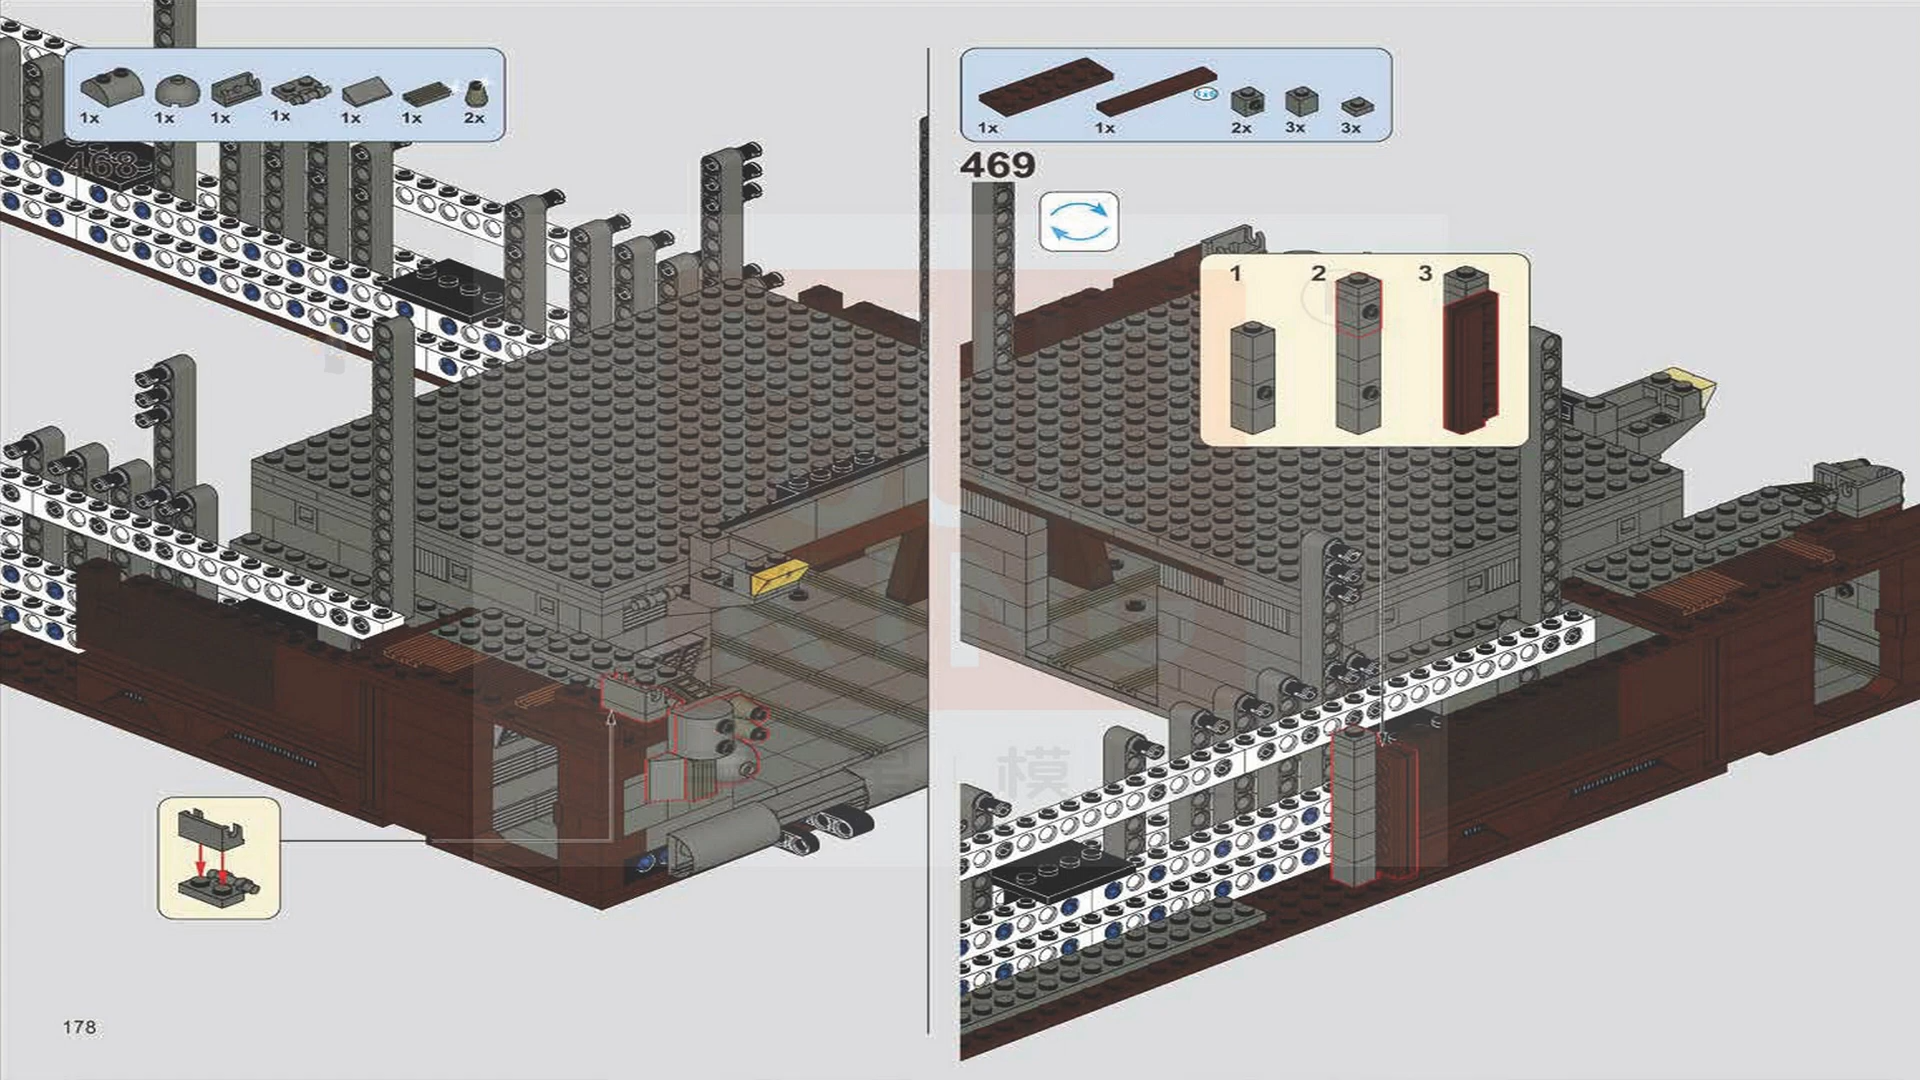 1x 1x 1x 1x 1x 1x 2x
468
1x 1x 2x 3x 3x
469
1 2 3
模
178